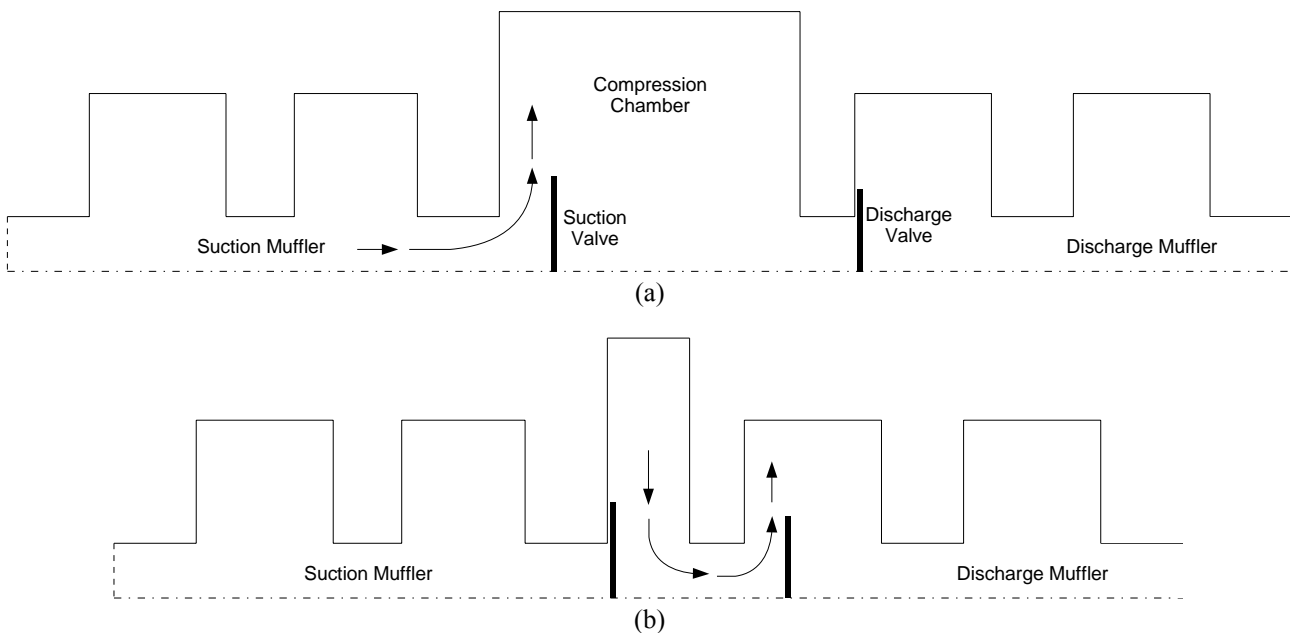 Compression
Chamber
Suction
Valve
Discharge
Valve
Suction Muffler
Discharge Muffler
(a)
Suction Muffler
Discharge Muffler
(b)